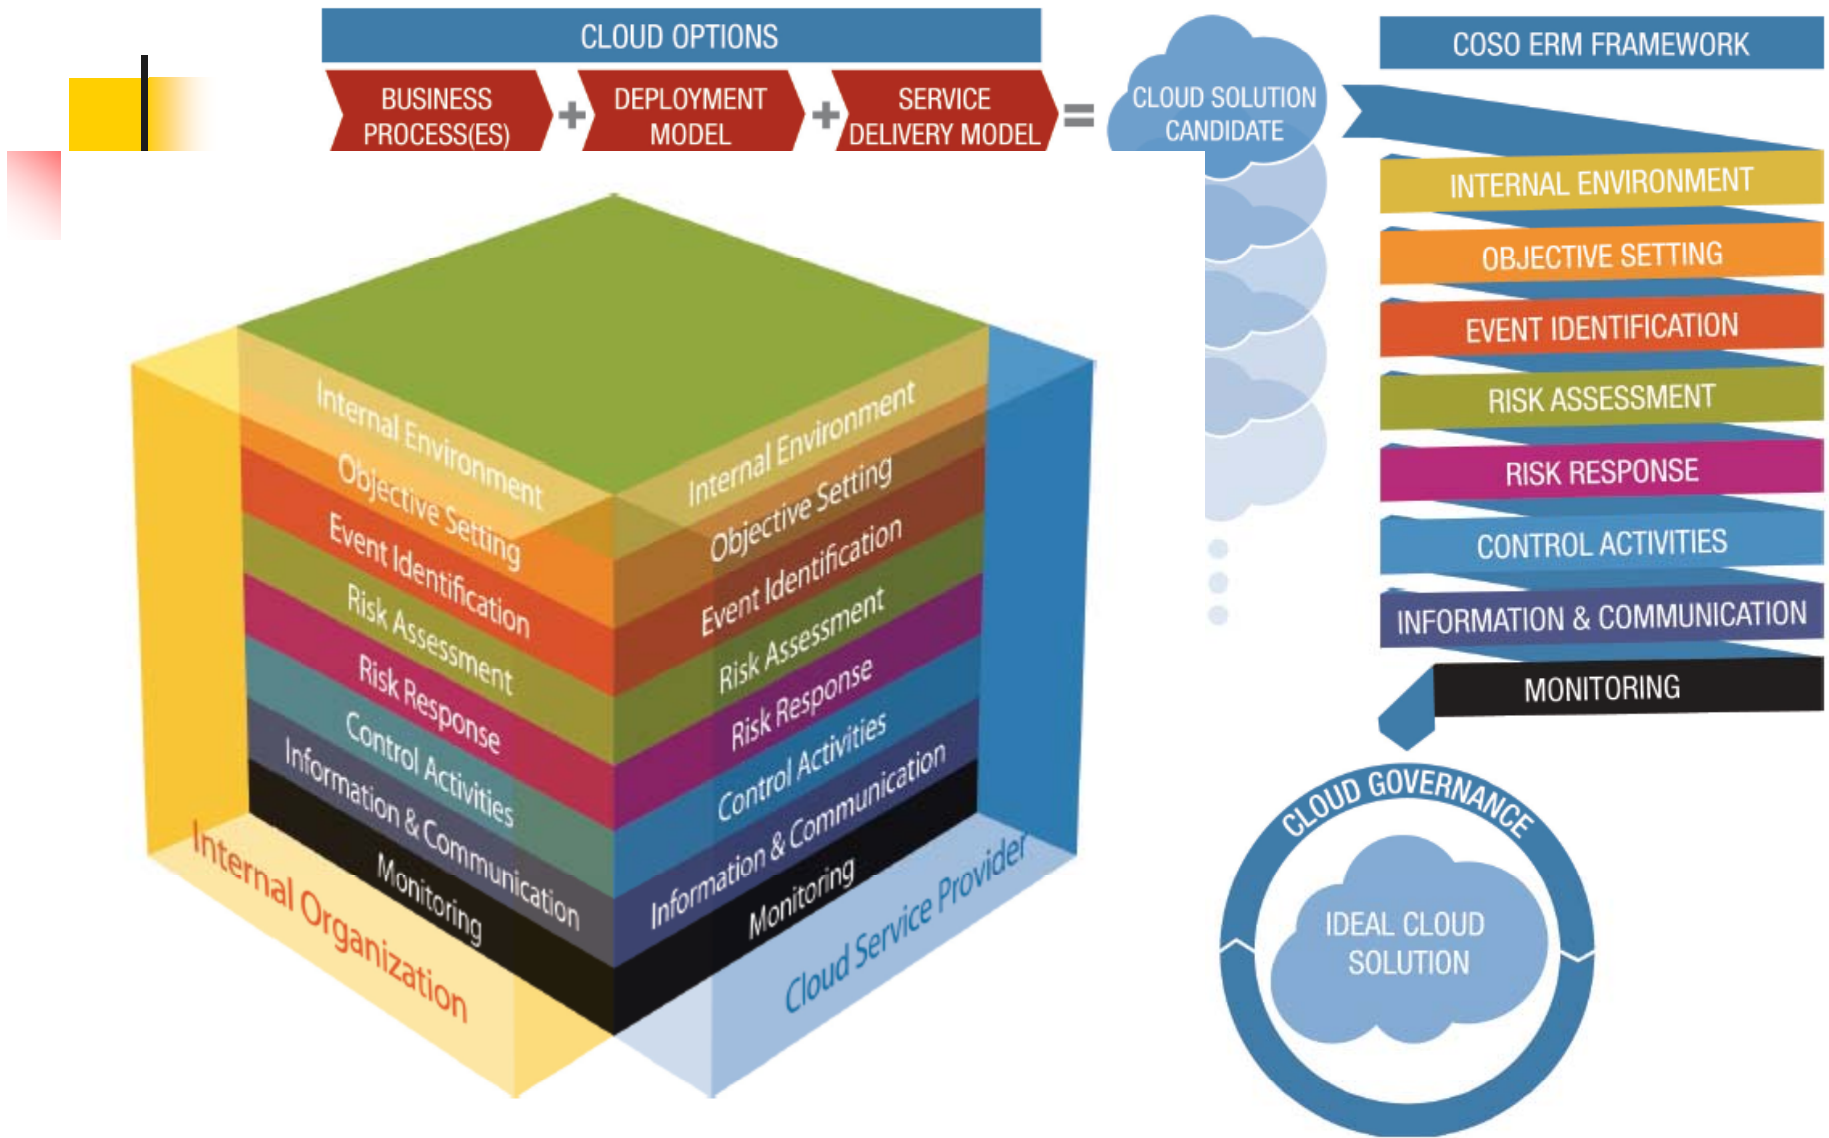 CLOUD OPTIONS
BUSINESS
PROCESS(ES)
+
DEPLOYMENT
MODEL
+
SERVICE
DELIVERY MODEL
=
CLOUD SOLUTION
CANDIDATE
COSO ERM FRAMEWORK
INTERNAL ENVIRONMENT
OBJECTIVE SETTING
EVENT IDENTIFICATION
RISK ASSESSMENT
RISK RESPONSE
CONTROL ACTIVITIES
INFORMATION & COMMUNICATION
MONITORING
CLOUD GOVERNANCE
IDEAL CLOUD
SOLUTION
Internal Environment
Objective Setting
Event Identification
Risk Assessment
Risk Response
Control Activities
Information & Communication
Monitoring
Internal Organization
Internal Environment
Objective Setting
Event Identification
Risk Assessment
Risk Response
Control Activities
Information & Communication
Monitoring
Cloud Service Provider